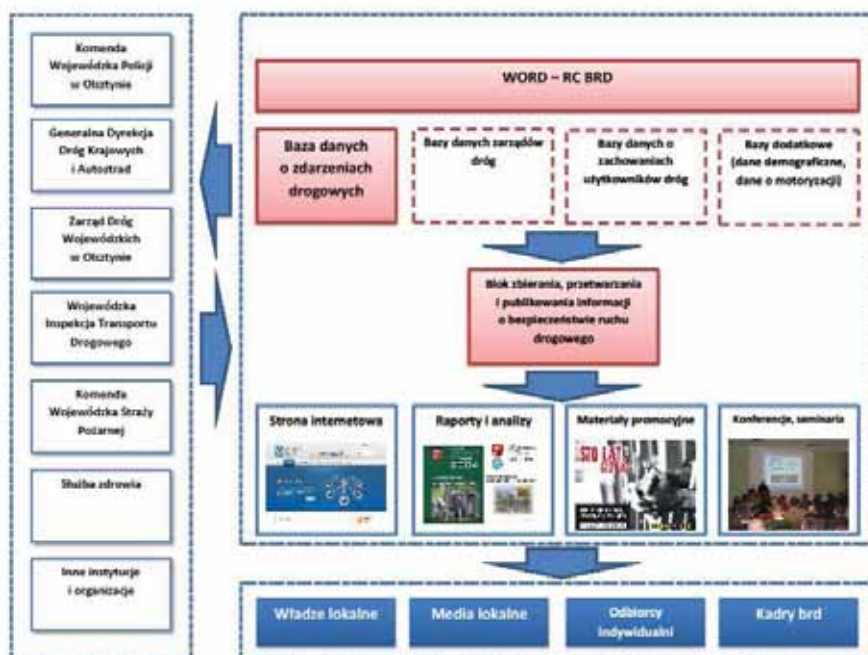 Komenda
Wojewódzka Policji
w Olsztynie
Generalna Dyrekcja
Dróg Krajowych
i Autostrad
Zarząd Dróg
Wojewódzkich
w Olsztynie
Wojewódzka
Inspekcja Transportu
Drogowego
Komenda
Wojewódzka Straży
Pożarnej
Służba zdrowia
Inne instytucje
i organizacje
WORD – RC BRD
Baza danych
o zdarzeniach
drogowych
Bazy danych zarządów
dróg
Bazy danych o
zachowaniach
użytkowników dróg
Bazy dodatkowe
(dane demograficzne,
dane o motoryzacji)
Blok zbierania, przetwarzania
i publikowania informacji
o bezpieczeństwie ruchu
drogowego
Strona internetowa
Raporty i analizy
Materiały promocyjne
STO LAT
Konferencje, seminaria
Władze lokalne
Media lokalne
Odbiorcy
indywidualni
Kadry brd